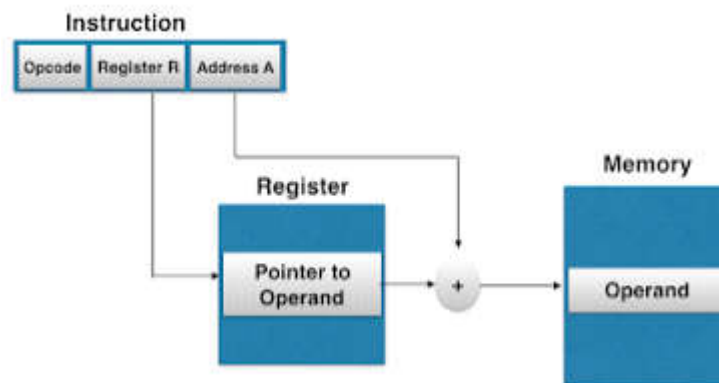 Instruction
Opcode Register R Address A
Memory
Register
Pointer to
Operand
+
Operand